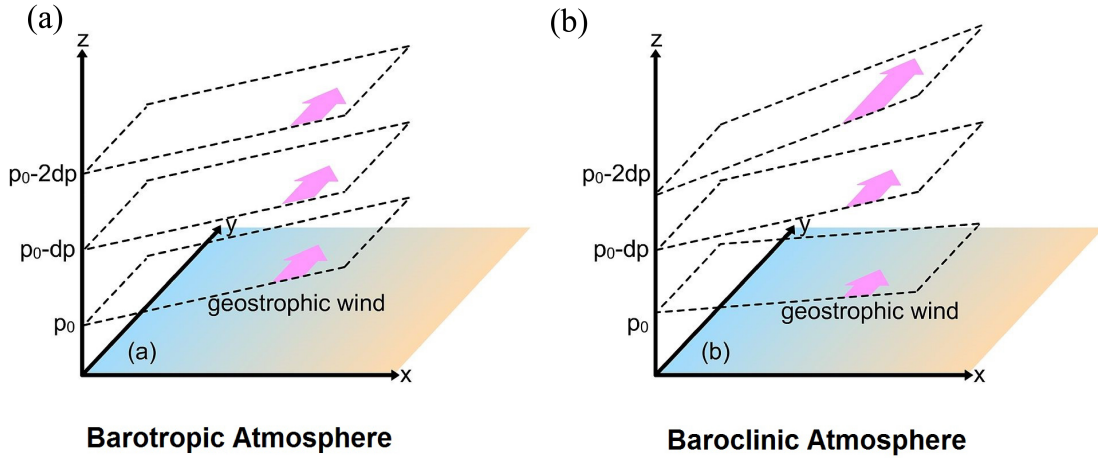 (a)
z
p₀-2dp
p₀-dp
y
geostrophic wind
p₀
(a)
x
Barotropic Atmosphere
(b)
z
p₀-2dp
p₀-dp
y
geostrophic wind
p₀
(b)
x
Baroclinic Atmosphere